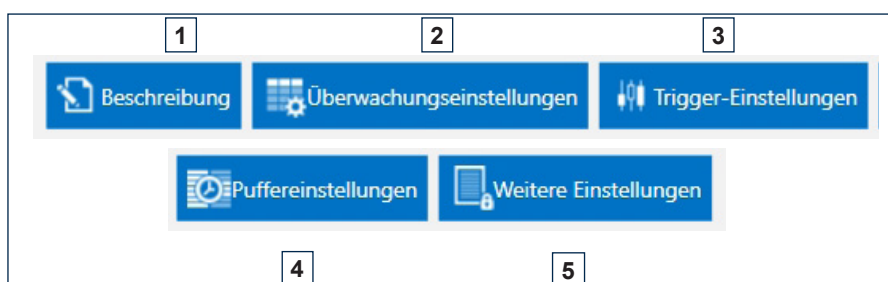 1 2 3
Beschreibung Überwachungseinstellungen Trigger-Einstellungen
Puffereinstellungen Weitere Einstellungen
4 5